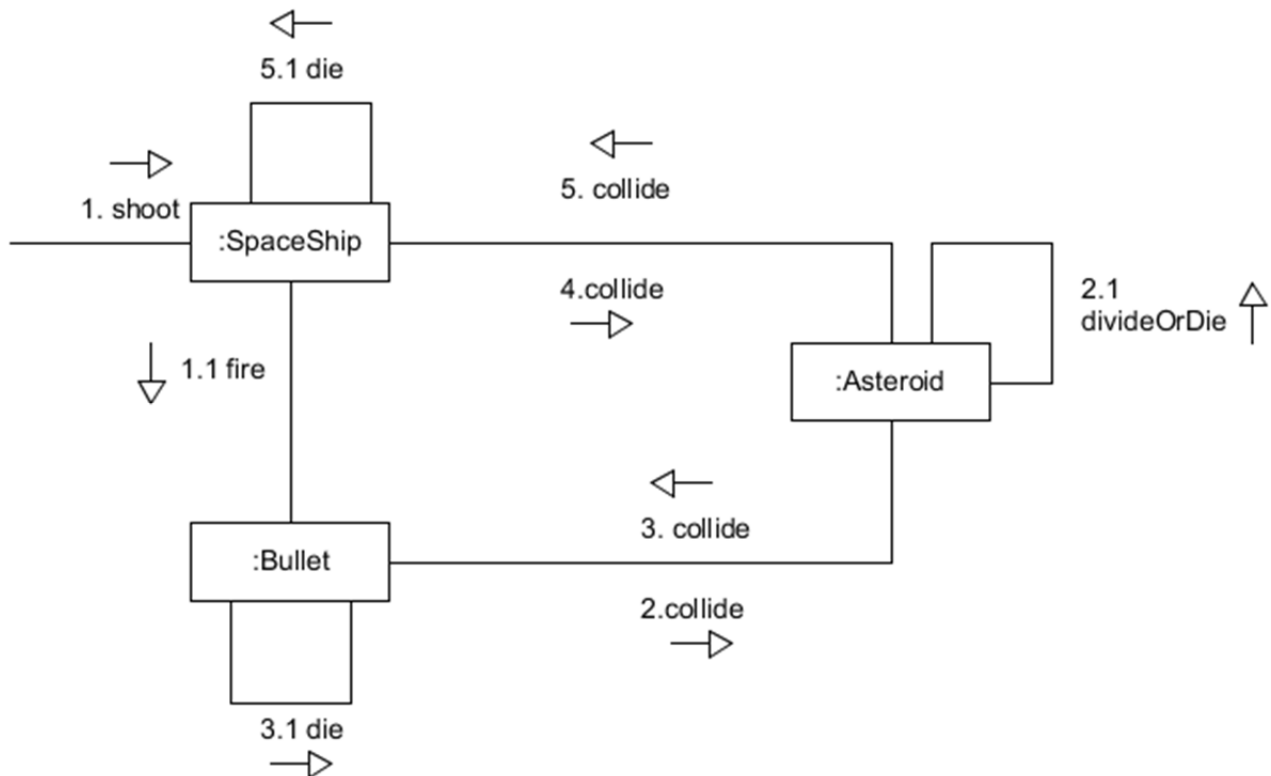 5.1 die
1. shoot
:SpaceShip
5. collide
4.collide
2.1
divideOrDie
1.1 fire
:Asteroid
3. collide
:Bullet
2.collide
3.1 die